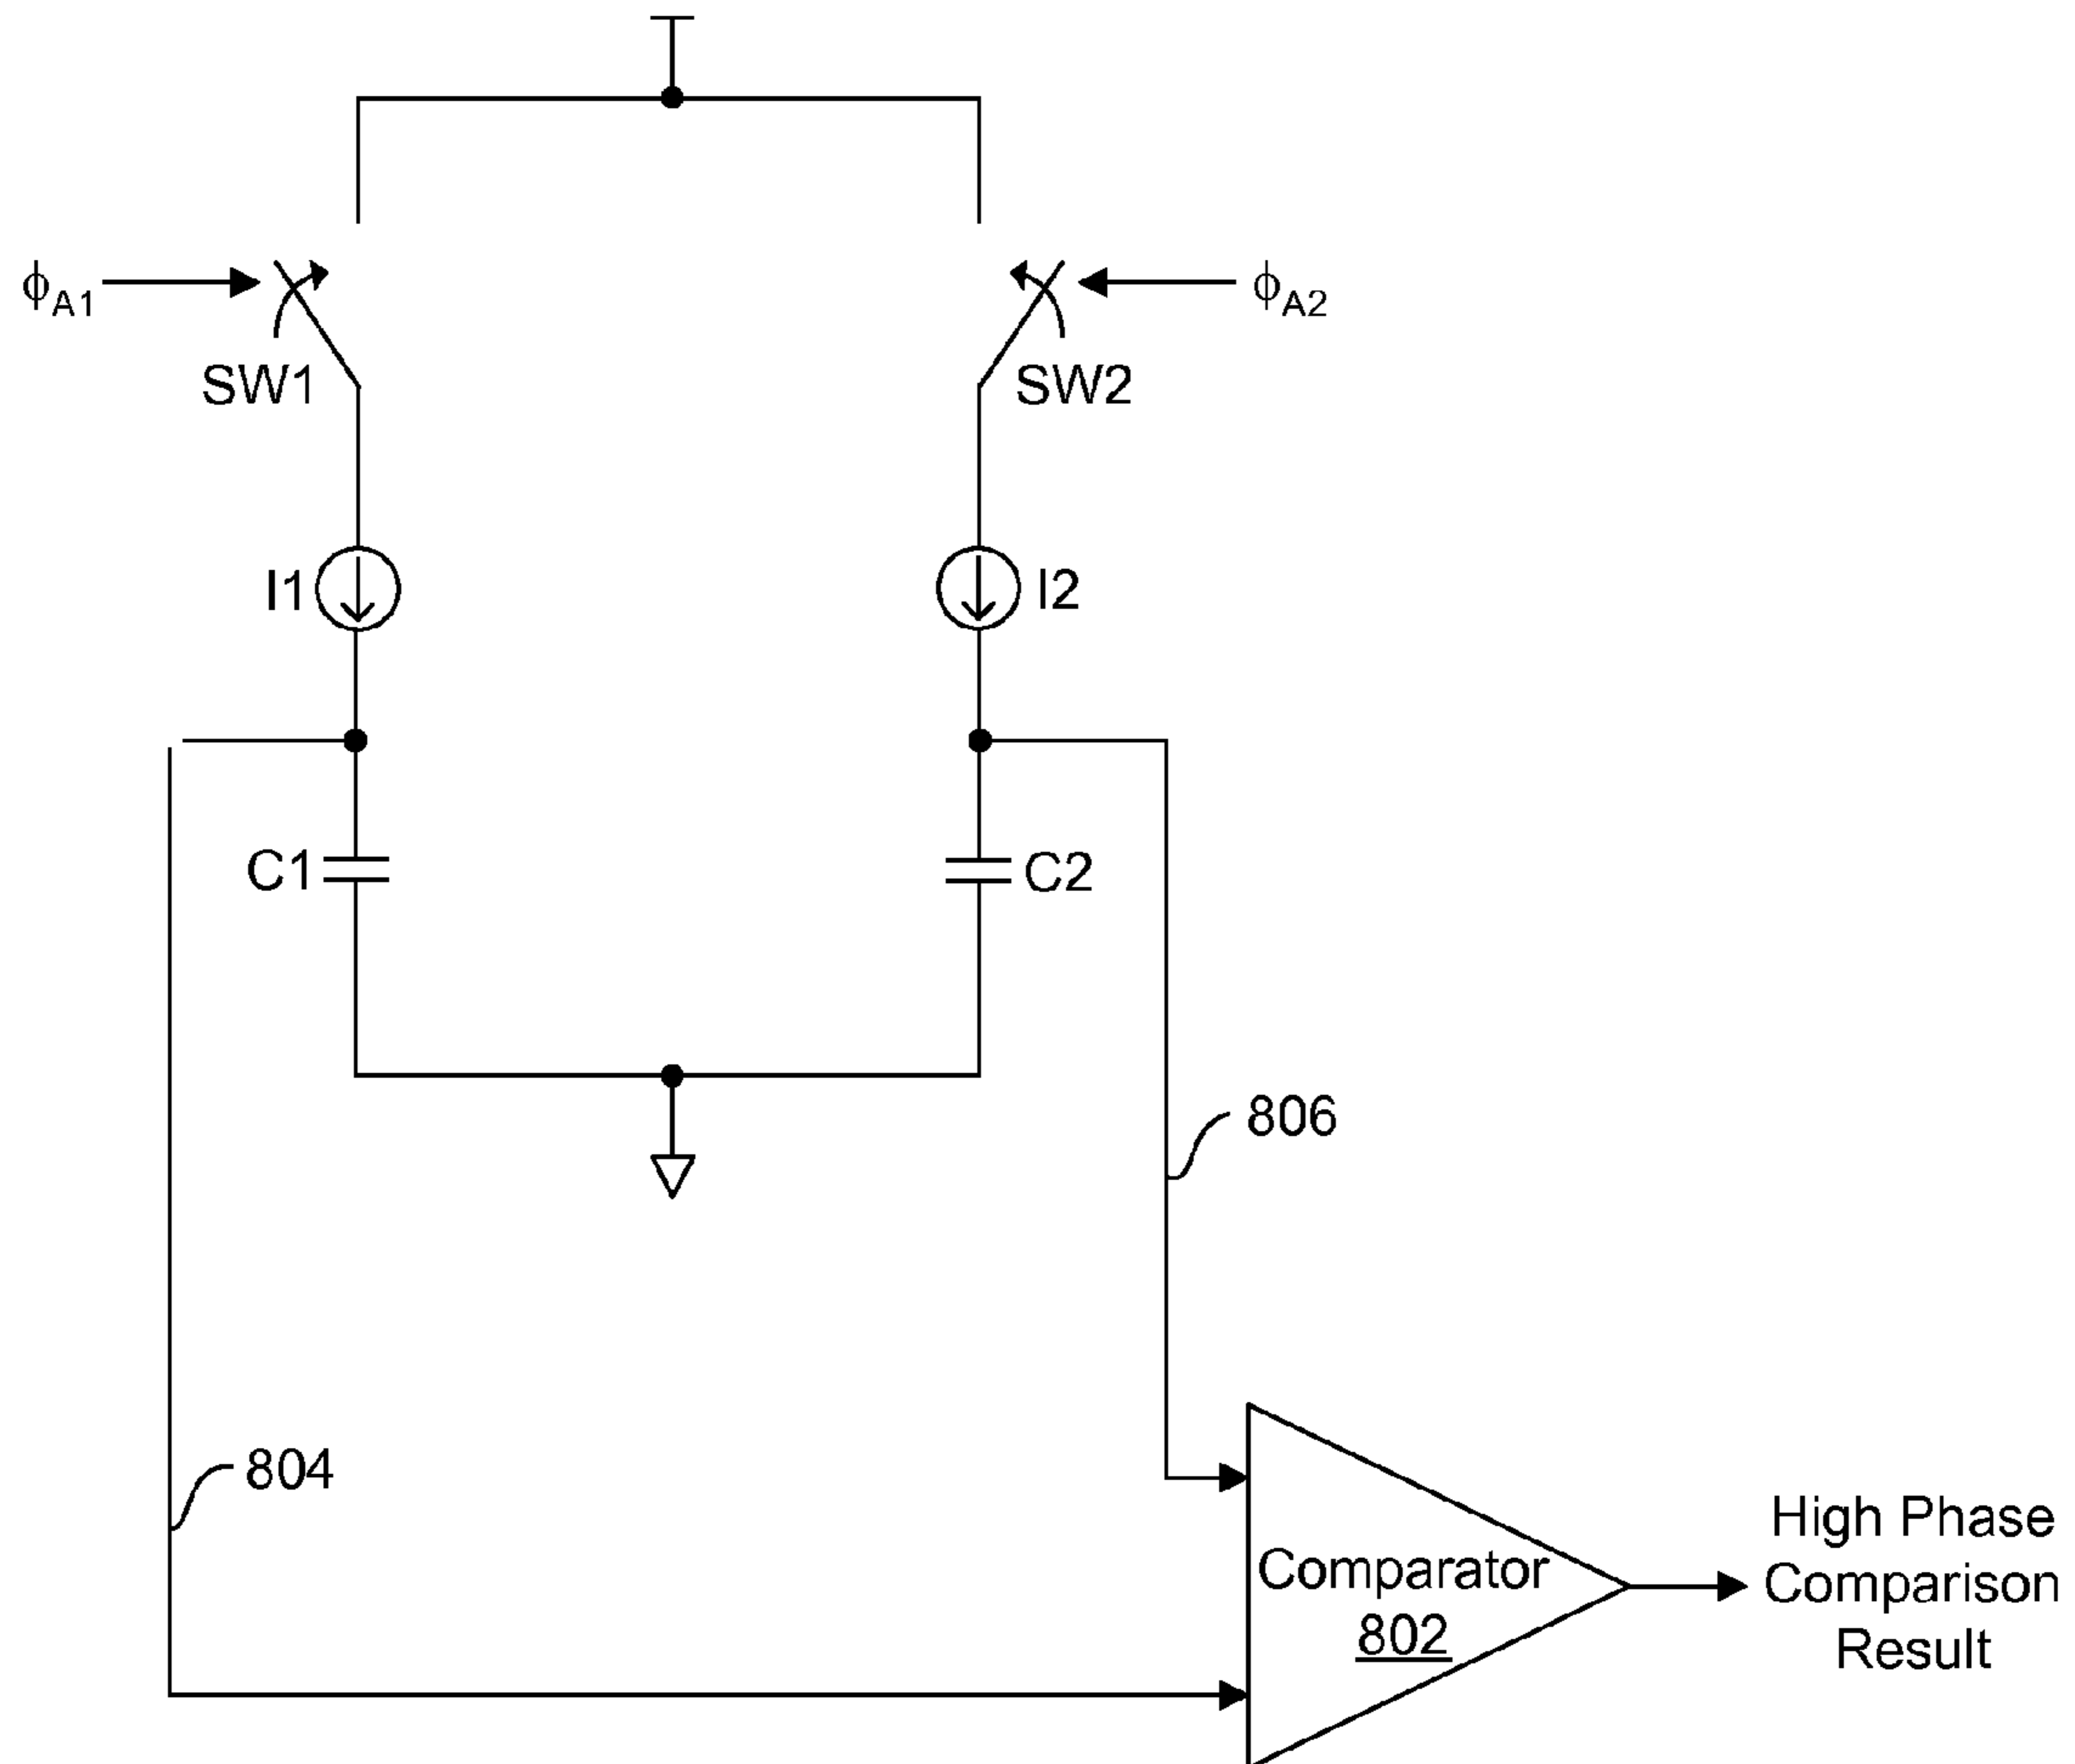 ϕA1
ϕA2
SW1
SW2
I1
I2
C1
C2
806
804
High Phase
Comparison
Result
Comparator
802